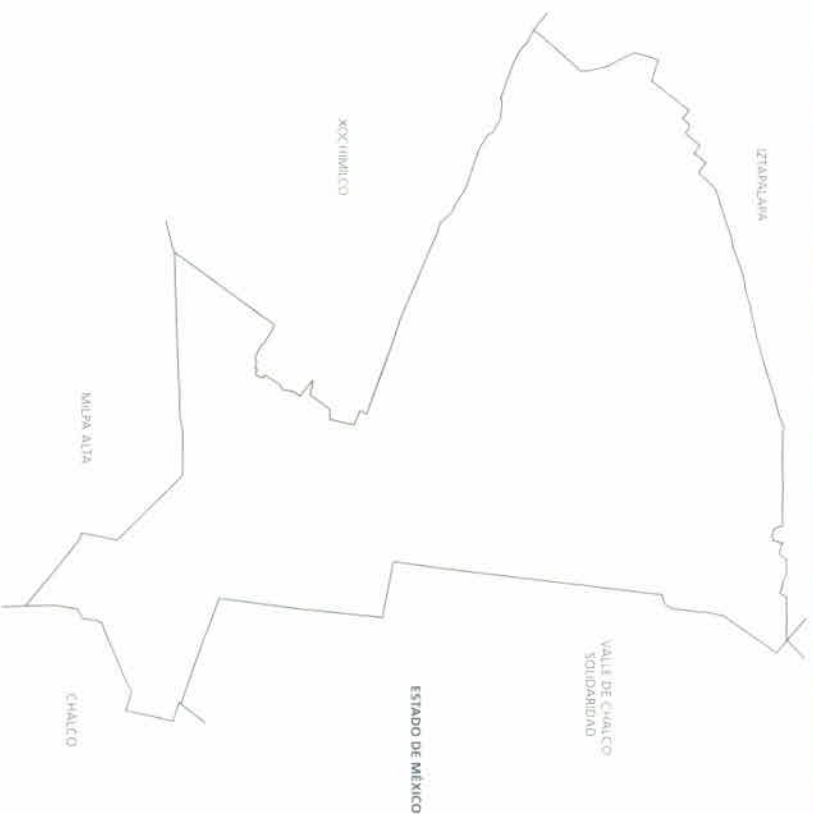 IZTAPALAPA
XOCHIMILCO
VALLE DE CHALCO
SOLIDARIDAD
ESTADO DE MÉXICO
MILPA ALTA
CHALCO